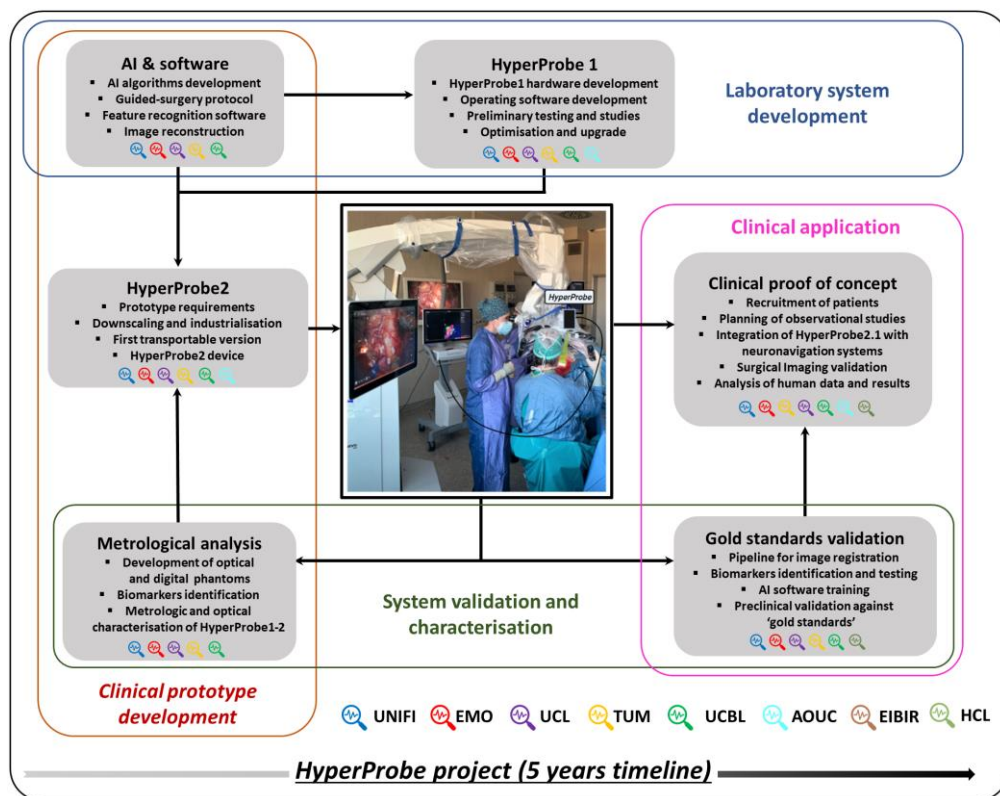 AI & software
▪ AI algorithms development
▪ Guided-surgery protocol
▪ Feature recognition software
▪ Image reconstruction
HyperProbe 1
▪ HyperProbe1 hardware development
▪ Operating software development
▪ Preliminary testing and studies
▪ Optimisation and upgrade
Laboratory system
development
HyperProbe2
▪ Prototype requirements
▪ Downscaling and industrialisation
▪ First transportable version
▪ HyperProbe2 device
HyperProbe
Clinical application
Clinical proof of concept
▪ Recruitment of patients
▪ Planning of observational studies
▪ Integration of HyperProbe2.1 with
neuronavigation systems
▪ Surgical Imaging validation
▪ Analysis of human data and results
Metrological analysis
▪ Development of optical
and digital phantoms
▪ Biomarkers identification
▪ Metrologic and optical
characterisation of HyperProbe1-2
System validation and
characterisation
Gold standards validation
▪ Pipeline for image registration
▪ Biomarkers identification and testing
▪ AI software training
▪ Preclinical validation against
‘gold standards’
Clinical prototype
development
UNIFI EMO UCL TUM UCBL AOUC EIBIR HCL
HyperProbe project (5 years timeline)